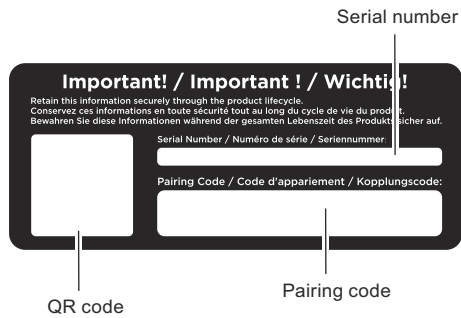 Serial number
Important! / Important ! / Wichtig!
Retain this information securely through the product lifecycle.
Conservez ces informations en toute sécurité tout au long du cycle de vie du produit.
Bewahren Sie diese Informationen während der gesamten Lebenszeit des Produkts sicher auf.
Serial Number / Numéro de série / Seriennummer:
Pairing Code / Code d'appariement / Kopplungscode:
Pairing code
QR code